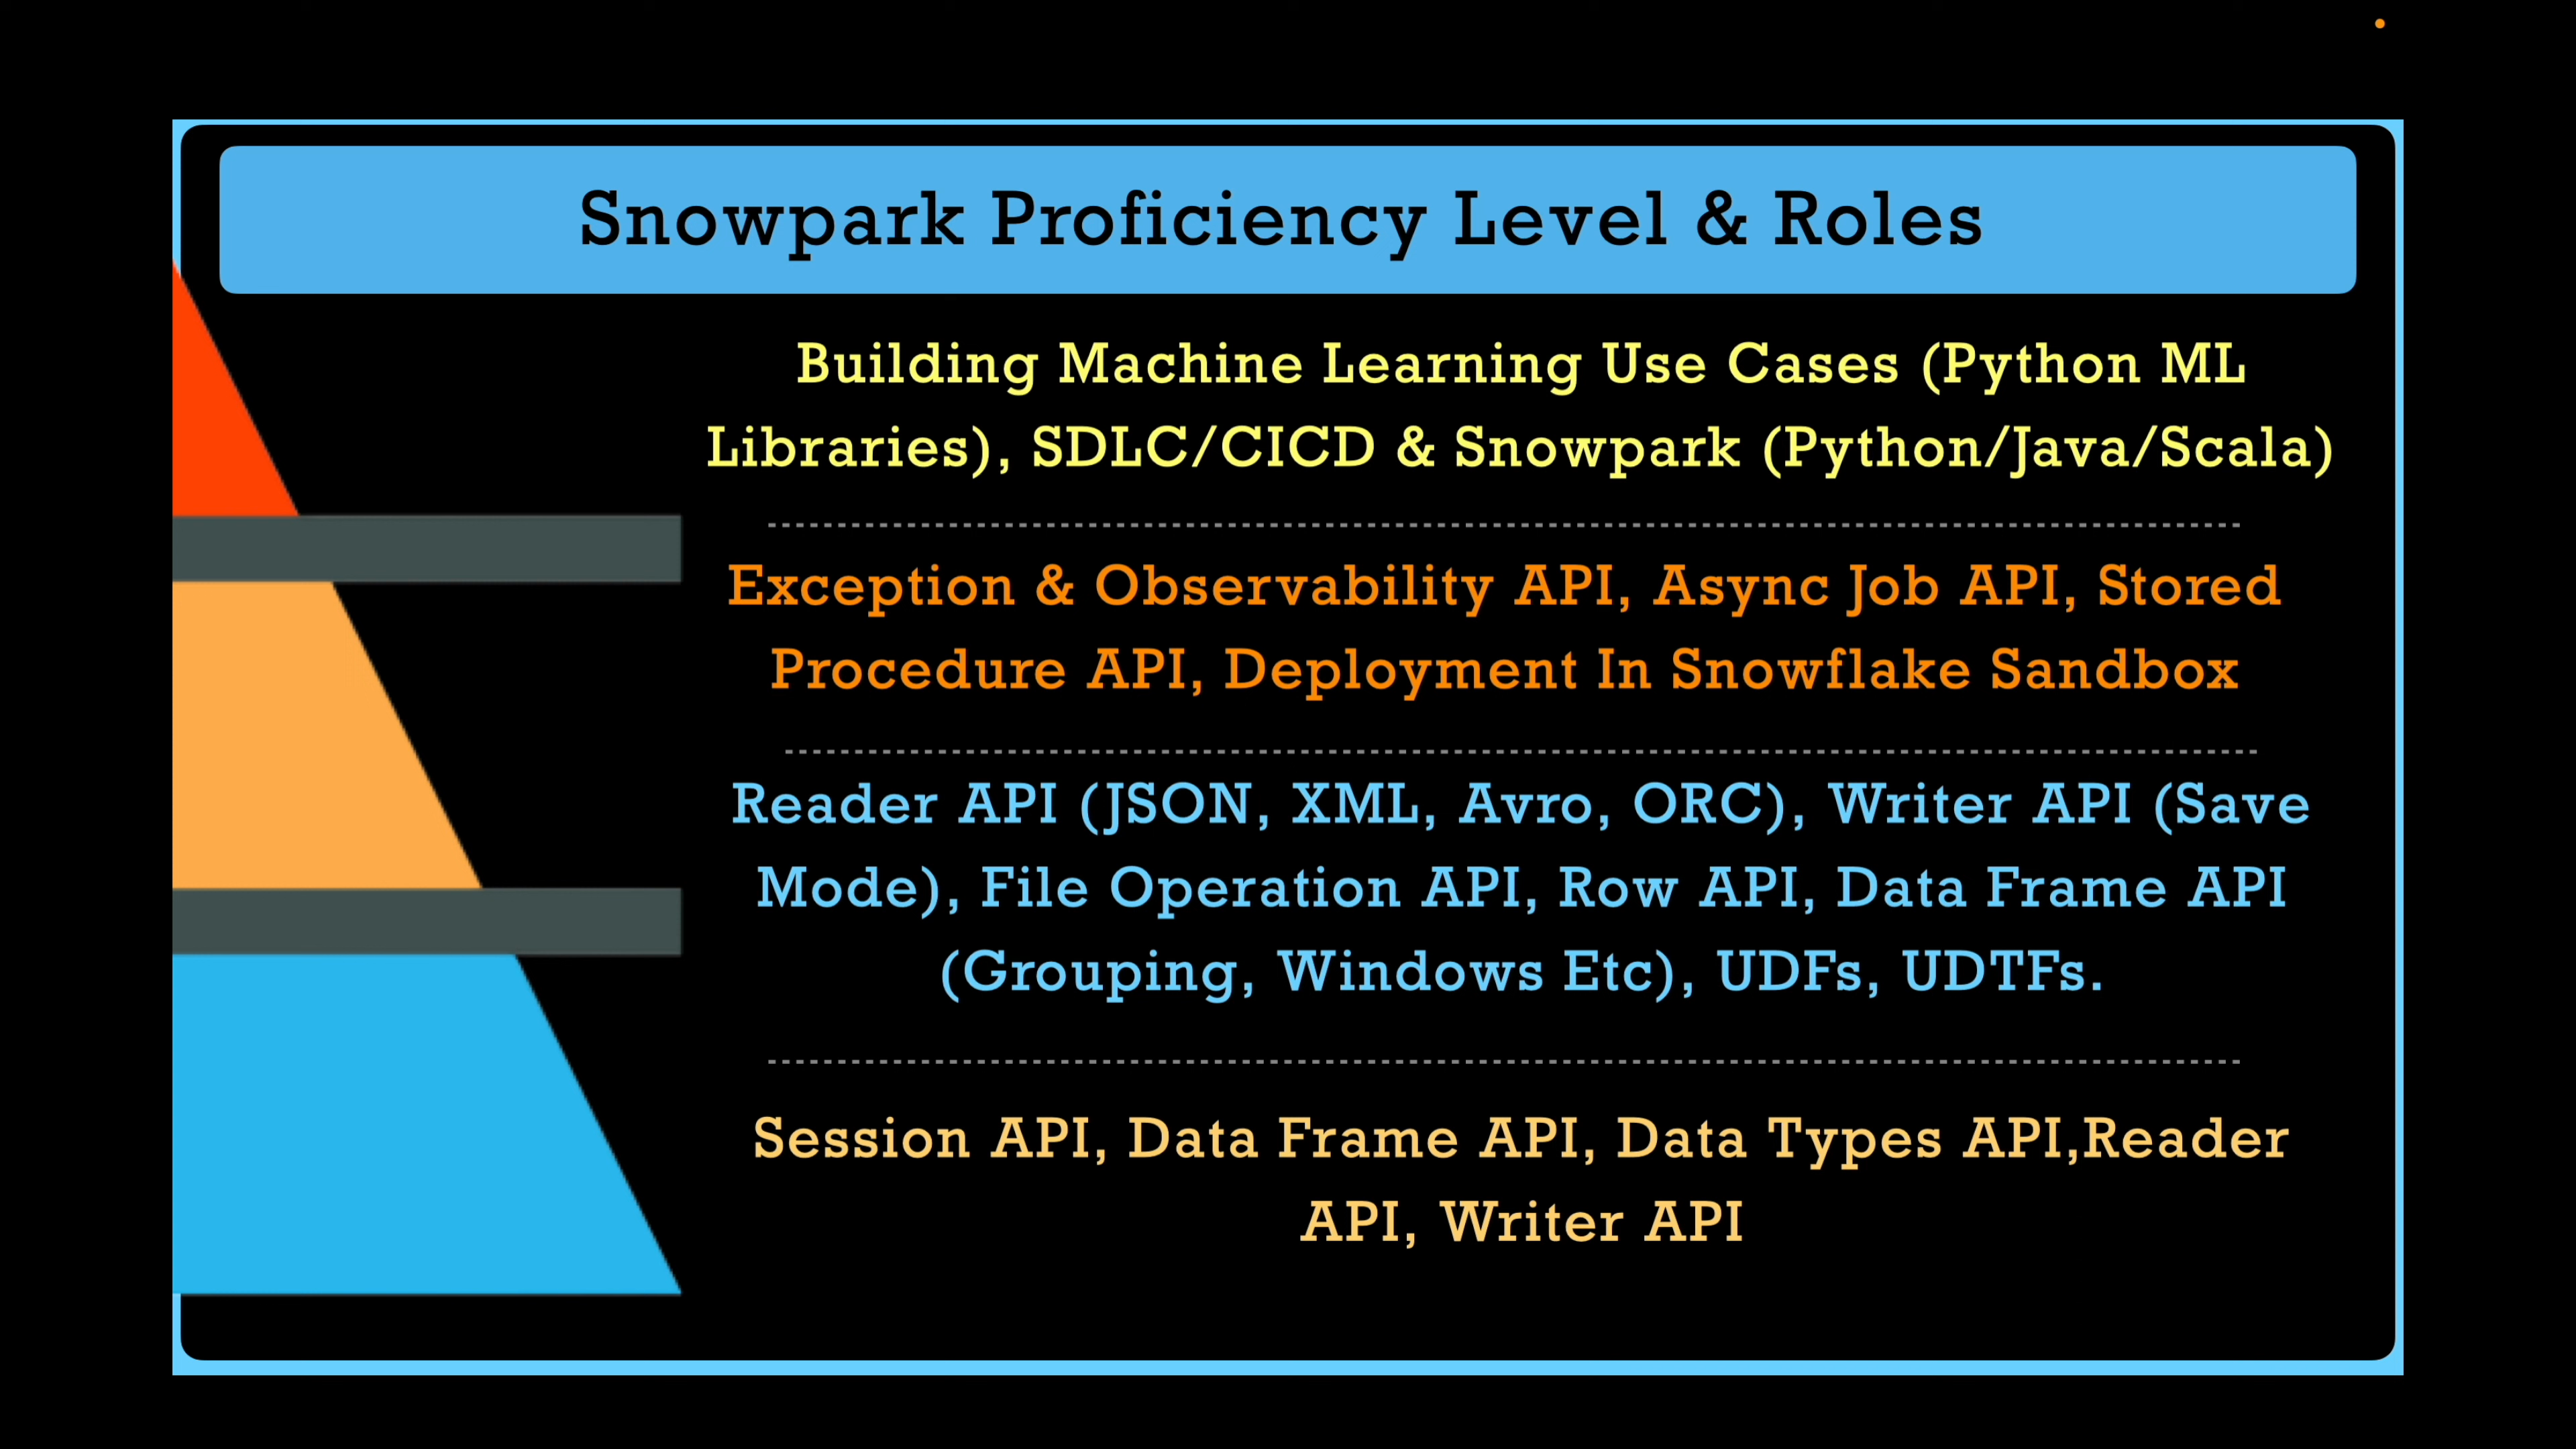 Snowpark Proficiency Level & Roles
Building Machine Learning Use Cases (Python ML
Libraries), SDLC/CICD & Snowpark (Python/Java/Scala)
Exception & Observability API, Async Job API, Stored
Procedure API, Deployment In Snowflake Sandbox
Reader API (JSON, XML, Avro, ORC), Writer API (Save
Mode), File Operation API, Row API, Data Frame API
(Grouping, Windows Etc), UDFs, UDTFs.
Session API, Data Frame API, Data Types API,Reader
API, Writer API